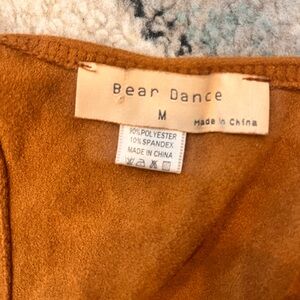 Bear Dance
M
Made in China
90%POLYESTER
10%SPANDEX
MADE IN CHINA